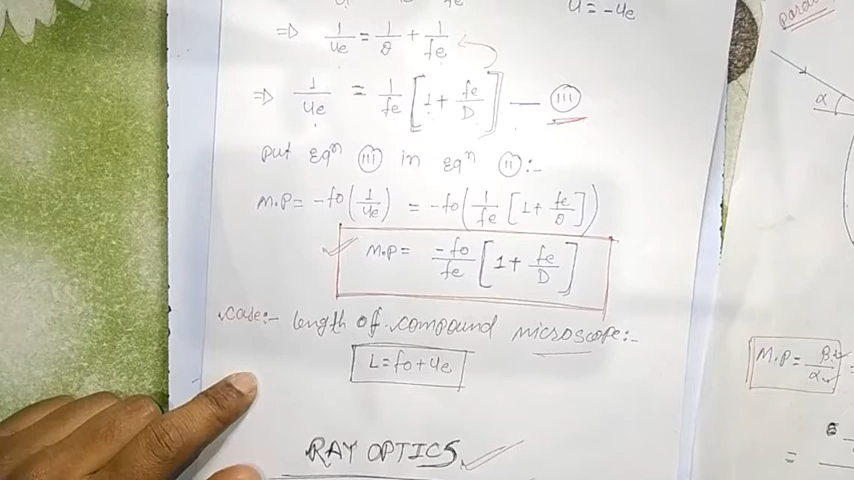 u = -ue
⇒ 1/ue = 1/D + 1/fe
⇒ 1/ue = 1/fe [1 + fe/D] — (III)
put Eqⁿ (III) in Eqⁿ (II):-
M.P = -fo(1/ue) = -fo(1/fe [1 + fe/D])
M.P = -fo/fe [1 + fe/D]
Case:- Length of compound microscope:-
L = fo + ue
RAY OPTICS
α
M.P = β/α =
=